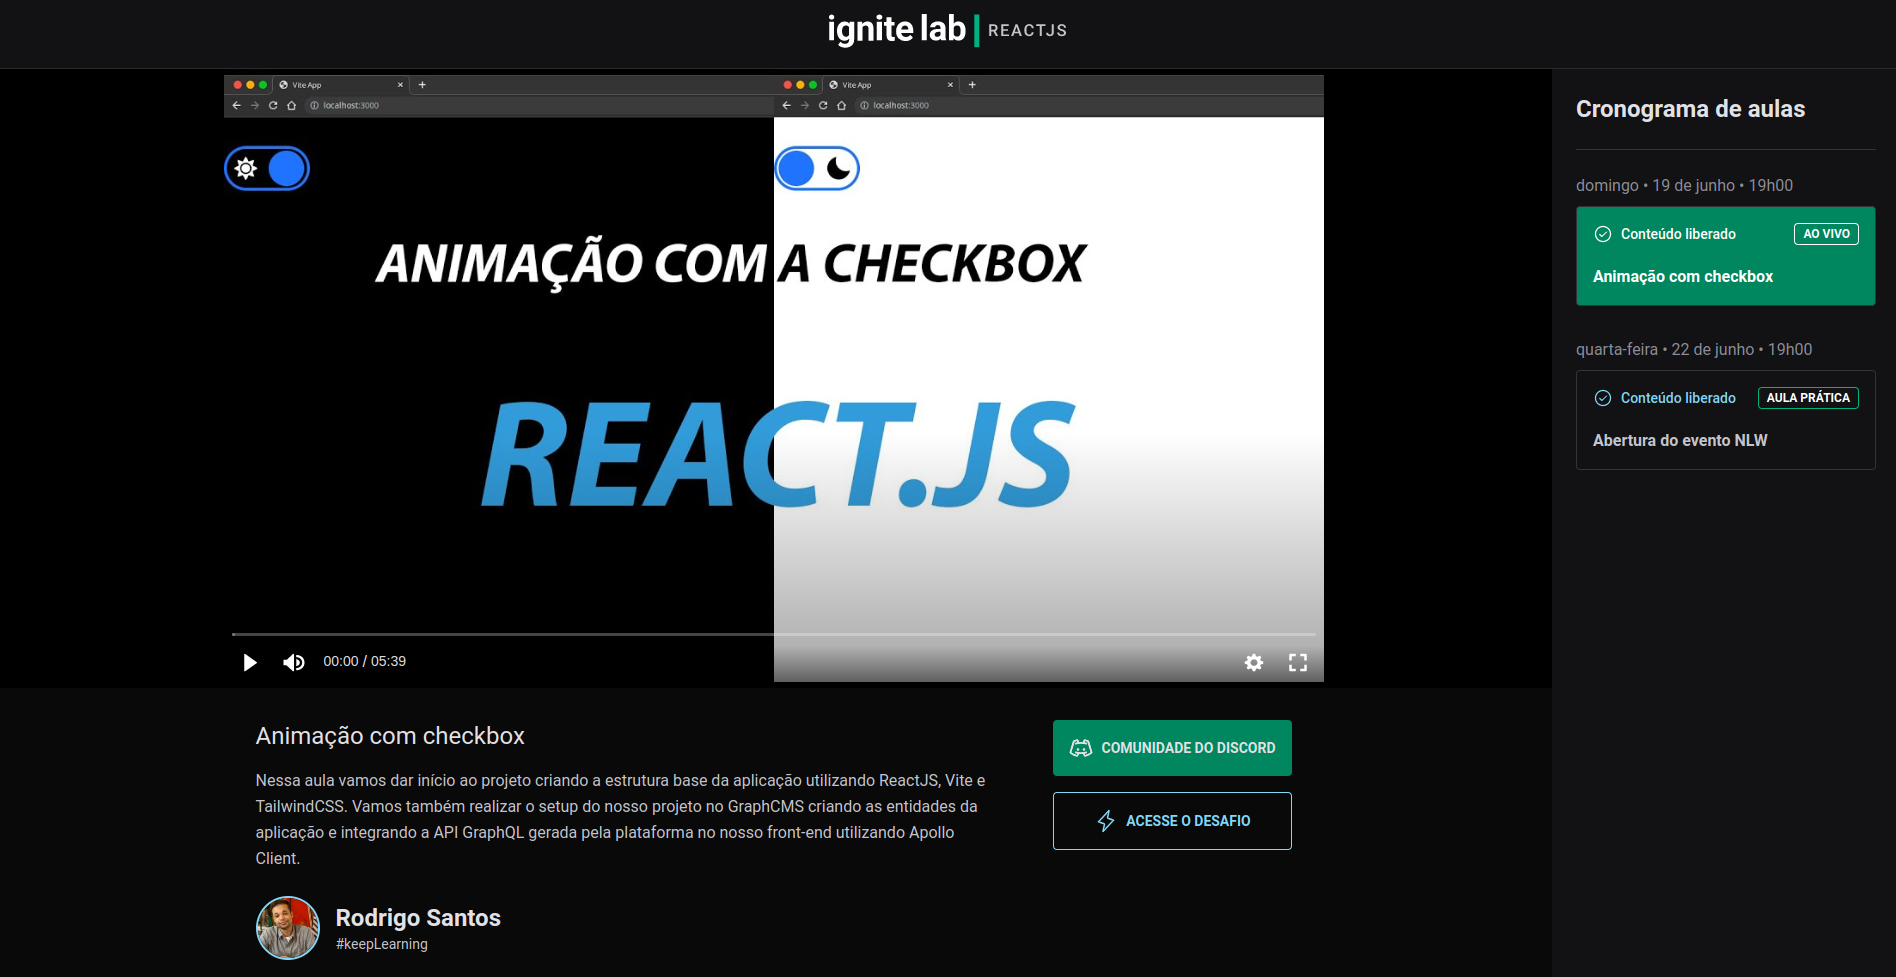 ignite lab | REACTJS
Vite App
localhost:3000
Vite App
localhost:3000
ANIMAÇÃO COM A CHECKBOX
REACT.JS
00:00 / 05:39
Animação com checkbox
Nessa aula vamos dar início ao projeto criando a estrutura base da aplicação utilizando ReactJS, Vite e
TailwindCSS. Vamos também realizar o setup do nosso projeto no GraphCMS criando as entidades da
aplicação e integrando a API GraphQL gerada pela plataforma no nosso front-end utilizando Apollo
Client.
Rodrigo Santos
#keepLearning
COMUNIDADE DO DISCORD
ACESSE O DESAFIO
Cronograma de aulas
domingo • 19 de junho • 19h00
Conteúdo liberado
AO VIVO
Animação com checkbox
quarta-feira • 22 de junho • 19h00
Conteúdo liberado
AULA PRÁTICA
Abertura do evento NLW